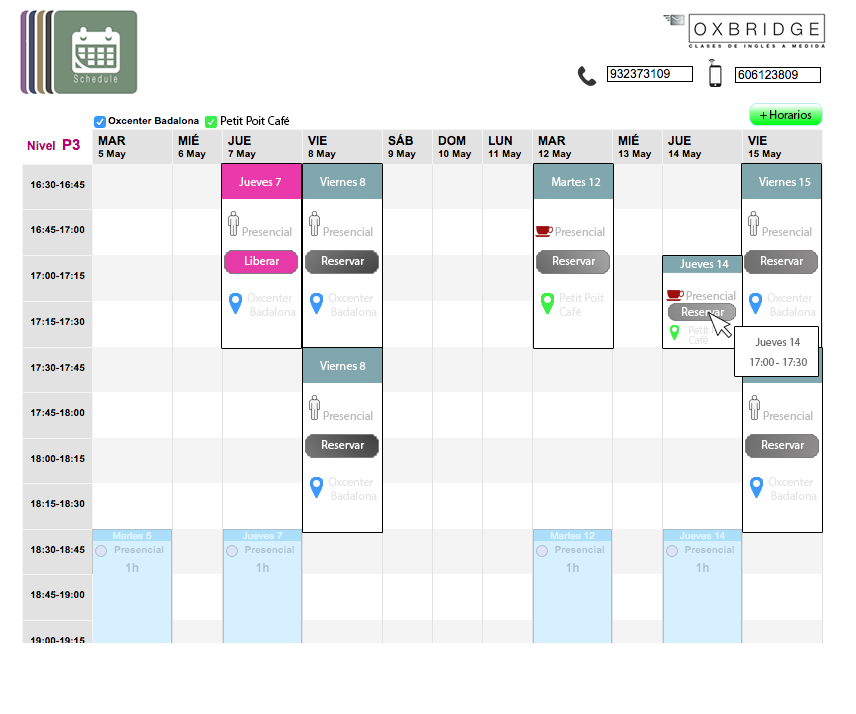 Schedule
OXBRIDGE
CLASES DE INGLÉS A MEDIDA
932373109
606123809
Oxcenter Badalona
Petit Poit Café
+Horarios
Nivel P3
MAR
5 May
MIÉ
6 May
JUE
7 May
VIE
8 May
SÁB
9 May
DOM
10 May
LUN
11 May
MAR
12 May
MIÉ
13 May
JUE
14 May
VIE
15 May
16:30-16:45
Jueves 7
Viernes 8
Martes 12
Viernes 15
16:45-17:00
Presencial
Presencial
Presencial
Presencial
17:00-17:15
Liberar
Reservar
Reservar
Jueves 14
Reservar
Presencial
17:15-17:30
Oxcenter
Badalona
Oxcenter
Badalona
Petit Poit
Café
Reservar
Petit
Café
Oxcenter
Badalona
Jueves 14
17:00 - 17:30
17:30-17:45
Viernes 8
17:45-18:00
Presencial
Presencial
18:00-18:15
Reservar
Reservar
18:15-18:30
Oxcenter
Badalona
Oxcenter
Badalona
18:30-18:45
Martes 5
Presencial
1h
Jueves 7
Presencial
1h
Martes 12
Presencial
1h
Jueves 14
Presencial
1h
18:45-19:00
19:00-19:15